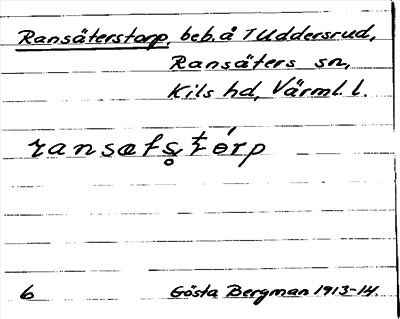 Ransäterstorp, beb. å 1 Uddersrud,
Ransäters sn,
Kils hd, Värml. l.
6 Gösta Bergman 1913-14.